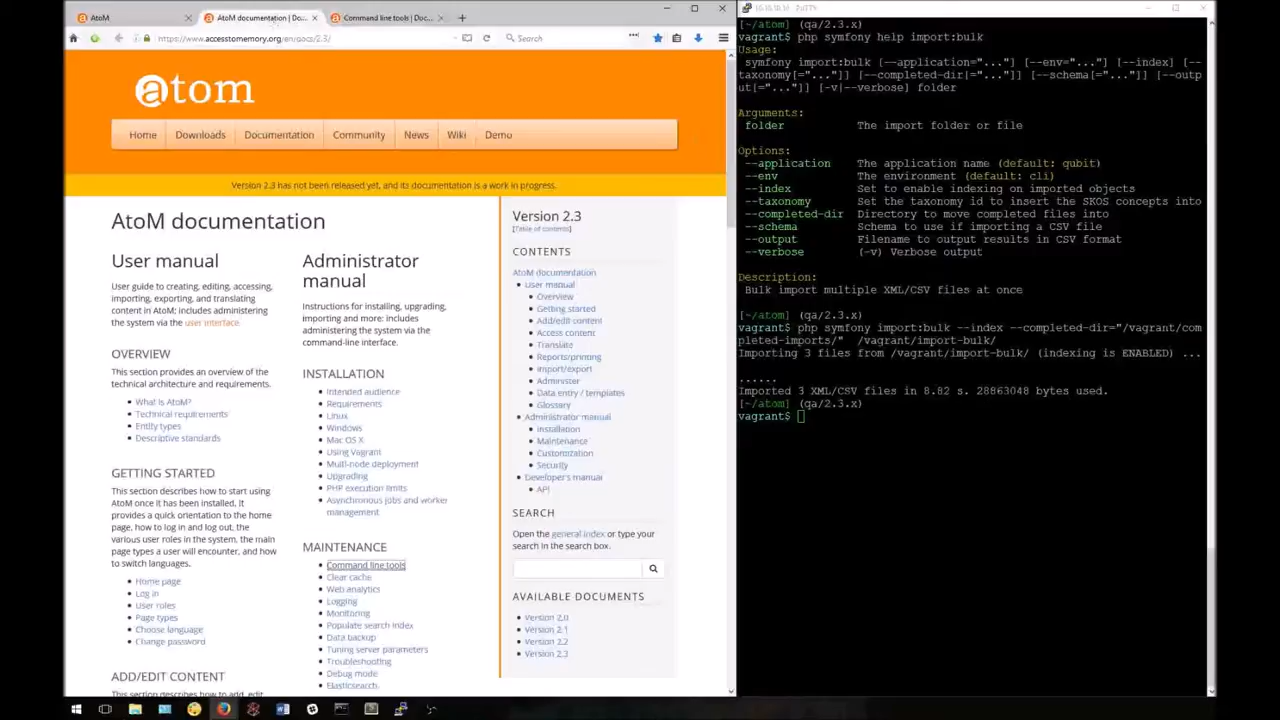 AtoM
AtoM documentation | Do...
Command line tools | Doc...
https://www.accesstomemory.org/en/docs/2.3/
Search
atom
Home
Downloads
Documentation
Community
News
Wiki
Demo
Version 2.3 has not been released yet, and its documentation is a work in progress.
AtoM documentation
User manual
User guide to creating, editing, accessing,
importing, exporting, and translating
content in AtoM; includes administering
the system via the user interface.
OVERVIEW
This section provides an overview of the
technical architecture and requirements.
What is AtoM?
Technical requirements
Entity types
Descriptive standards
GETTING STARTED
This section describes how to start using
AtoM once it has been installed. It
provides a quick orientation to the home
page, how to log in and log out, the
various user roles in the system, the main
page types a user will encounter, and how
to switch languages.
Home page
Log in
User roles
Page types
Choose language
Change password
ADD/EDIT CONTENT
This section describes how to add, edit,
Administrator
manual
Instructions for installing, upgrading,
importing and more: includes
administering the system via the
command-line interface.
INSTALLATION
Intended audience
Requirements
Linux
Windows
Mac OS X
Using Vagrant
Multi-node deployment
Upgrading
PHP execution limits
Asynchronous jobs and worker
management
MAINTENANCE
Command line tools
Clear cache
Web analytics
Logging
Monitoring
Populate search index
Data backup
Tuning server parameters
Troubleshooting
Debug mode
Elasticsearch
Version 2.3
[Table of contents]
CONTENTS
AtoM documentation
User manual
Overview
Getting started
Add/edit content
Access content
Translate
Reports/printing
Import/export
Administer
Data entry / templates
Glossary
Administrator manual
Installation
Maintenance
Customization
Security
Developer's manual
API
SEARCH
Open the general index or type your
search in the search box.
AVAILABLE DOCUMENTS
Version 2.0
Version 2.1
Version 2.2
Version 2.3
[~/atom] (qa/2.3.x)
vagrant$ php symfony help import:bulk
Usage:
symfony import:bulk [--application="..."] [--env="..."] [--index] [--
taxonomy[="..."]] [--completed-dir[="..."]] [--schema[="..."]] [--outp
ut[="..."]] [-v|--verbose] folder
Arguments:
folder The import folder or file
Options:
--application The application name (default: qubit)
--env The environment (default: cli)
--index Set to enable indexing on imported objects
--taxonomy Set the taxonomy id to insert the SKOS concepts into
--completed-dir Directory to move completed files into
--schema Schema to use if importing a CSV file
--output Filename to output results in CSV format
--verbose (-v) Verbose output
Description:
Bulk import multiple XML/CSV files at once
[~/atom] (qa/2.3.x)
vagrant$ php symfony import:bulk --index --completed-dir="/vagrant/com
pleted-imports/" /vagrant/import-bulk/
Importing 3 files from /vagrant/import-bulk/ (indexing is ENABLED) ...
......
Imported 3 XML/CSV files in 8.82 s. 28863048 bytes used.
[~/atom] (qa/2.3.x)
vagrant$